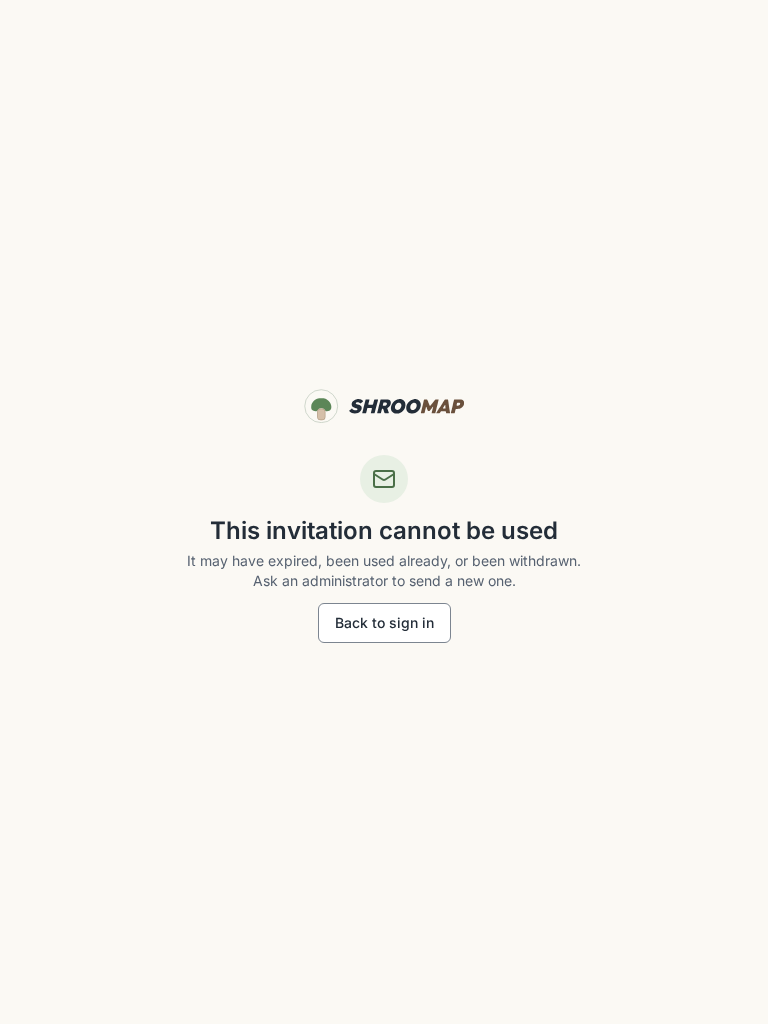 SHROOMAP
This invitation cannot be used
It may have expired, been used already, or been withdrawn.
Ask an administrator to send a new one.
Back to sign in